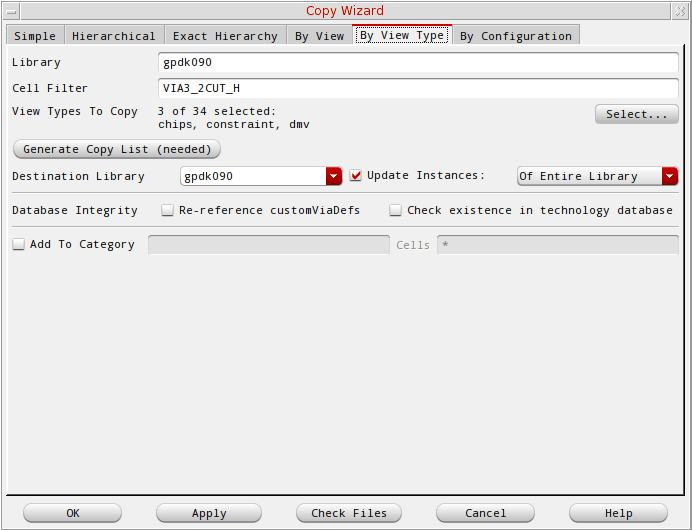 Copy Wizard
Simple Hierarchical Exact Hierarchy By View By View Type By Configuration
Library gpdk090
Cell Filter VIA3_2CUT_H
View Types To Copy 3 of 34 selected: Select...
chips, constraint, dmv
Generate Copy List (needed)
Destination Library gpdk090 Update Instances: Of Entire Library
Database Integrity Re-reference customViaDefs Check existence in technology database
Add To Category Cells *
OK Apply Check Files Cancel Help